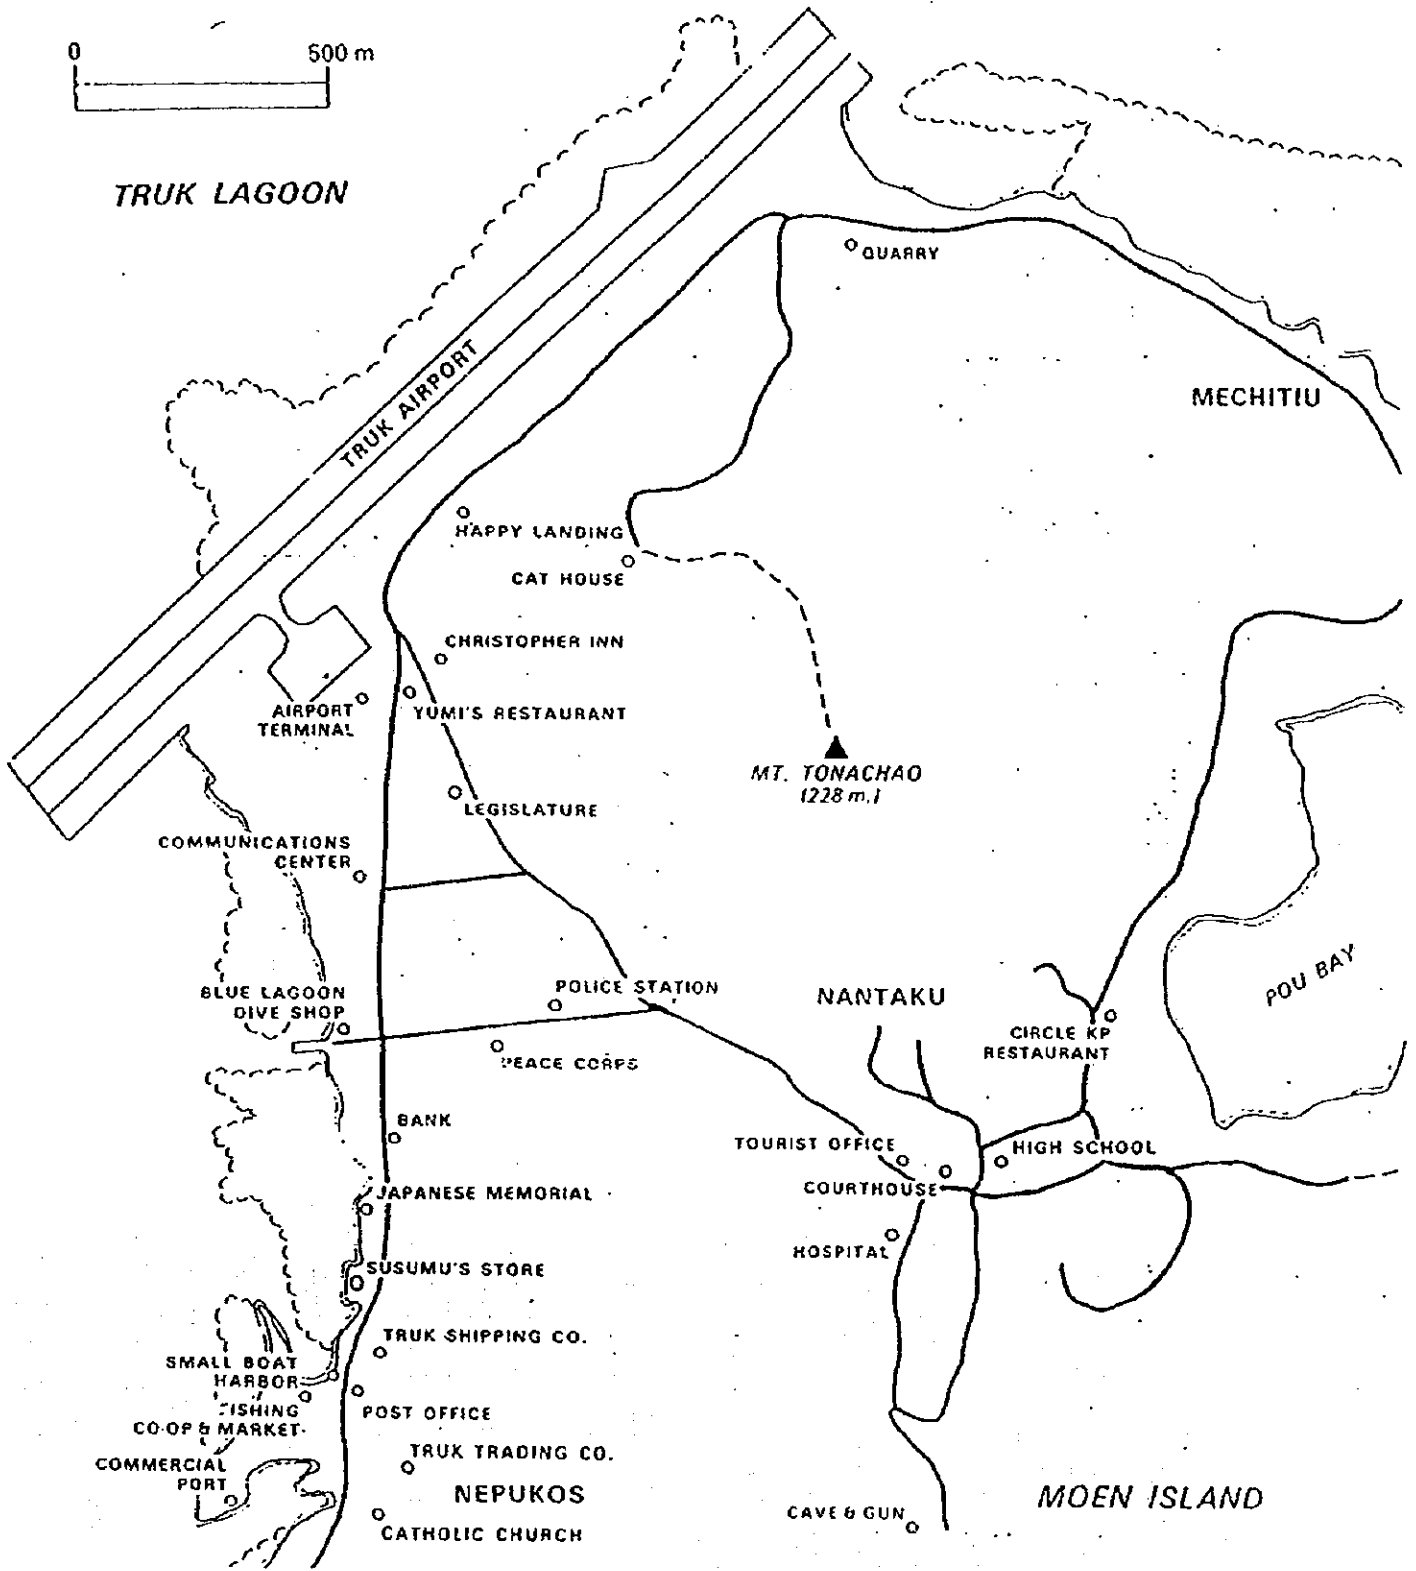 0 500 m
TRUK LAGOON
QUARRY
TRUK AIRPORT
MECHITIU
HAPPY LANDING
CAT HOUSE
CHRISTOPHER INN
AIRPORT
TERMINAL
YUMI'S RESTAURANT
MT. TONACHAO
(228 m.)
LEGISLATURE
COMMUNICATIONS
CENTER
POU BAY
BLUE LAGOON
DIVE SHOP
POLICE STATION
NANTAKU
CIRCLE KP
RESTAURANT
PEACE CORPS
BANK
TOURIST OFFICE
HIGH SCHOOL
COURTHOUSE
JAPANESE MEMORIAL
HOSPITAL
SUSUMU'S STORE
TRUK SHIPPING CO.
SMALL BOAT
HARBOR
FISHING
CO-OP & MARKET
POST OFFICE
TRUK TRADING CO.
COMMERCIAL
PORT
NEPUKOS
MOEN ISLAND
CAVE & GUN
CATHOLIC CHURCH